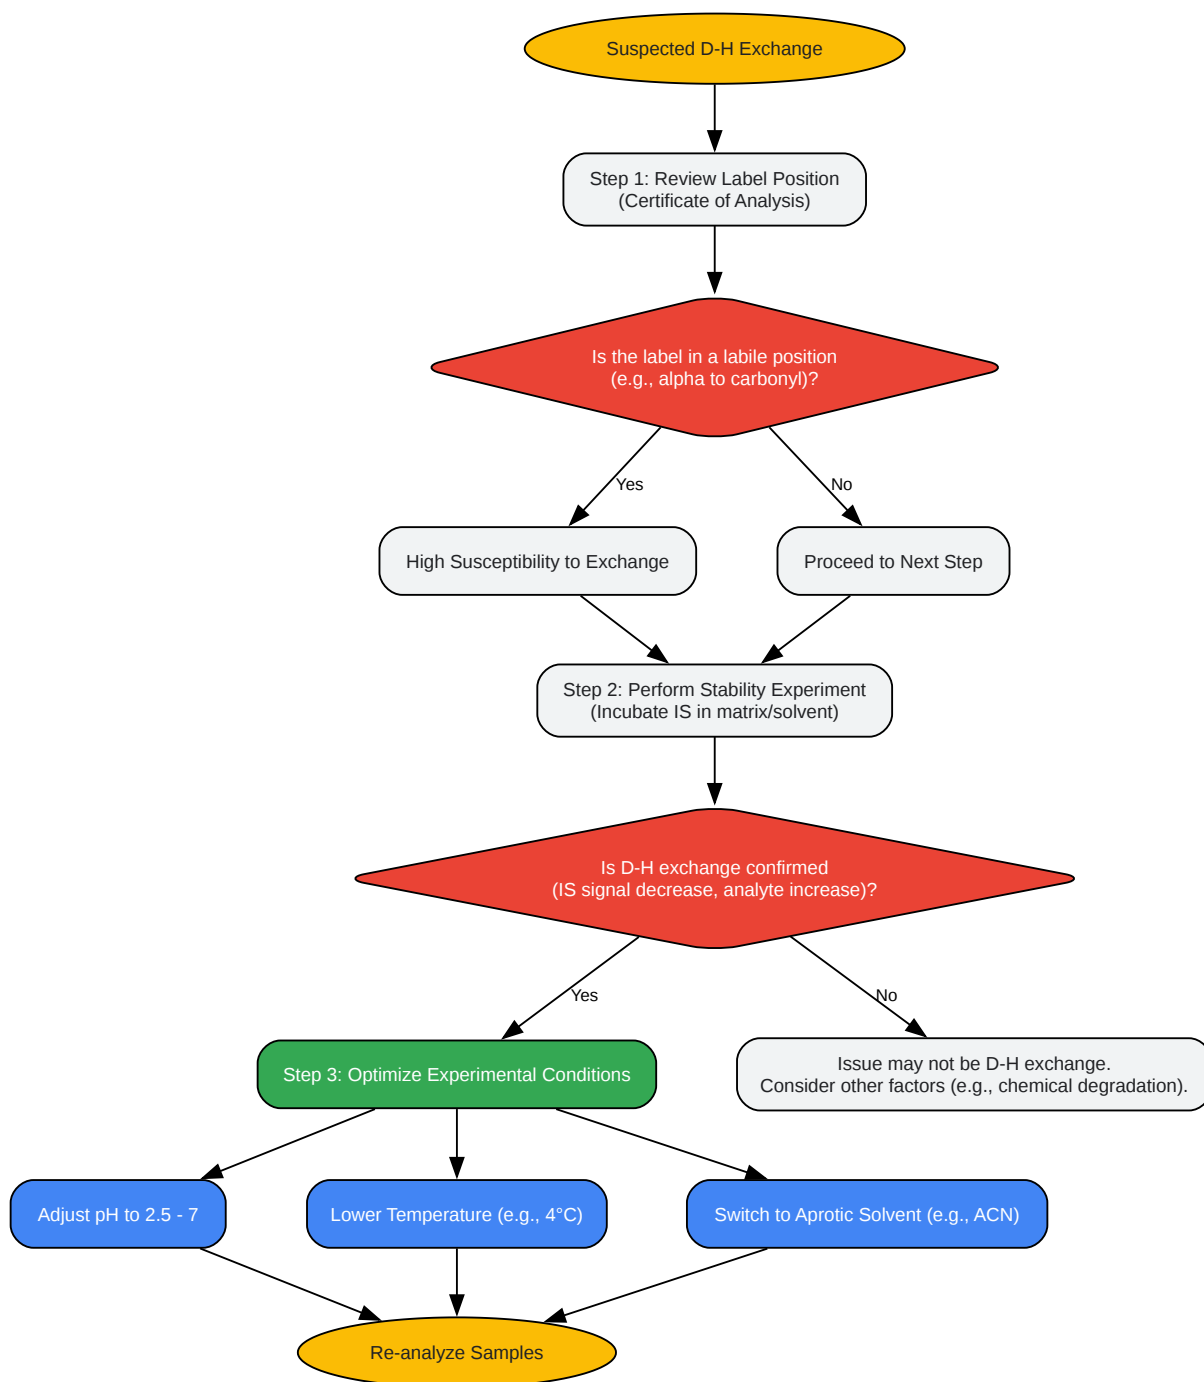 Suspected D-H Exchange
Step 1: Review Label Position
(Certificate of Analysis)
Is the label in a labile position
(e.g., alpha to carbonyl)?
Yes
No
High Susceptibility to Exchange
Proceed to Next Step
Step 2: Perform Stability Experiment
(Incubate IS in matrix/solvent)
Is D-H exchange confirmed
(IS signal decrease, analyte increase)?
Yes
No
Step 3: Optimize Experimental Conditions
Issue may not be D-H exchange.
Consider other factors (e.g., chemical degradation).
Adjust pH to 2.5 - 7
Lower Temperature (e.g., 4°C)
Switch to Aprotic Solvent (e.g., ACN)
Re-analyze Samples